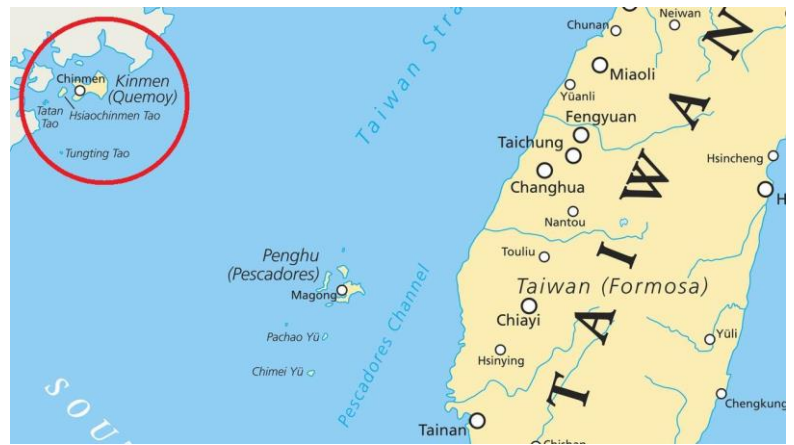 Neiwan
Chunan
Taiwan Stra
Miaoli
Chinmen
Kinmen
(Quemoy)
Yüanli
Tatan
Tao
Hsiaochinmen Tao
Fengyuan
Taichung
Tungting Tao
Hsincheng
Changhua
H
Nantou
TAIWAN
Penghu
(Pescadores)
Touliu
Magong
Taiwan (Formosa)
Chiayi
Pescadores Channel
Pachao Yü
Yüli
Hsinying
Chimei Yü
SOU
Chengkung
Tainan
Chishan